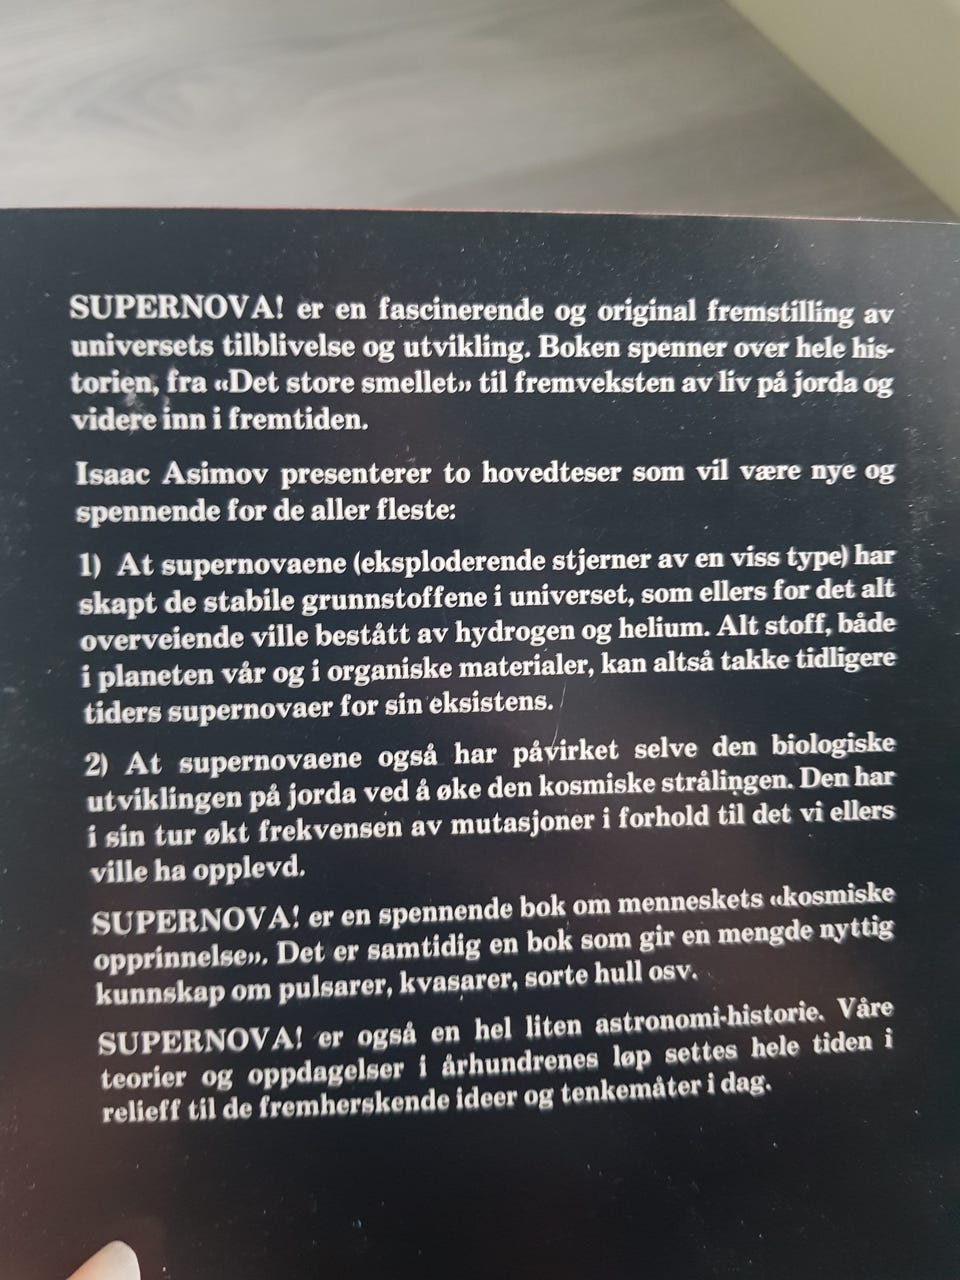 SUPERNOVA! er en fascinerende og original fremstilling av
universets tilblivelse og utvikling. Boken spenner over hele his-
torien, fra «Det store smellet» til fremveksten av liv på jorda og
videre inn i fremtiden.
Isaac Asimov presenterer to hovedteser som vil være nye og
spennende for de aller fleste:
1) At supernovaene (eksploderende stjerner av en viss type) har
skapt de stabile grunnstoffene i universet, som ellers for det alt
overveiende ville bestått av hydrogen og helium. Alt stoff, både
i planeten vår og i organiske materialer, kan altså takke tidligere
tiders supernovaer for sin eksistens.
2) At supernovaene også har påvirket selve den biologiske
utviklingen på jorda ved å øke den kosmiske strålingen. Den har
i sin tur økt frekvensen av mutasjoner i forhold til det vi ellers
ville ha opplevd.
SUPERNOVA! er en spennende bok om menneskets «kosmiske
opprinnelse». Det er samtidig en bok som gir en mengde nyttig
kunnskap om pulsarer, kvasarer, sorte hull osv.
SUPERNOVA! er også en hel liten astronomi-historie. Våre
teorier og oppdagelser i århundrenes løp settes hele tiden i
relieff til de fremherskende ideer og tenkemåter i dag.